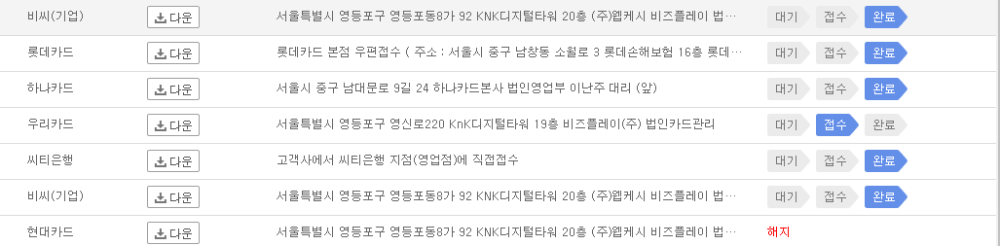 비씨(기업) 다운 서울특별시 영등포구 영등포동8가 92 KNK디지털타워 20층 (주)웹케시 비즈플레이 법… 대기 접수 완료
롯데카드 다운 롯데카드 본점 우편접수 ( 주소 : 서울시 중구 남창동 소월로 3 롯데손해보험 16층 롯데… 대기 접수 완료
하나카드 다운 서울시 중구 남대문로 9길 24 하나카드본사 법인영업부 이난주 대리 (앞) 대기 접수 완료
우리카드 다운 서울특별시 영등포구 영신로220 KnK디지털타워 19층 비즈플레이(주) 법인카드관리 대기 접수 완료
씨티은행 다운 고객사에서 씨티은행 지점(영업점)에 직접접수 대기 접수 완료
비씨(기업) 다운 서울특별시 영등포구 영등포동8가 92 KNK디지털타워 20층 (주)웹케시 비즈플레이 법… 대기 접수 완료
현대카드 다운 서울특별시 영등포구 영등포동8가 92 KNK디지털타워 20층 (주)웹케시 비즈플레이 법… 해지